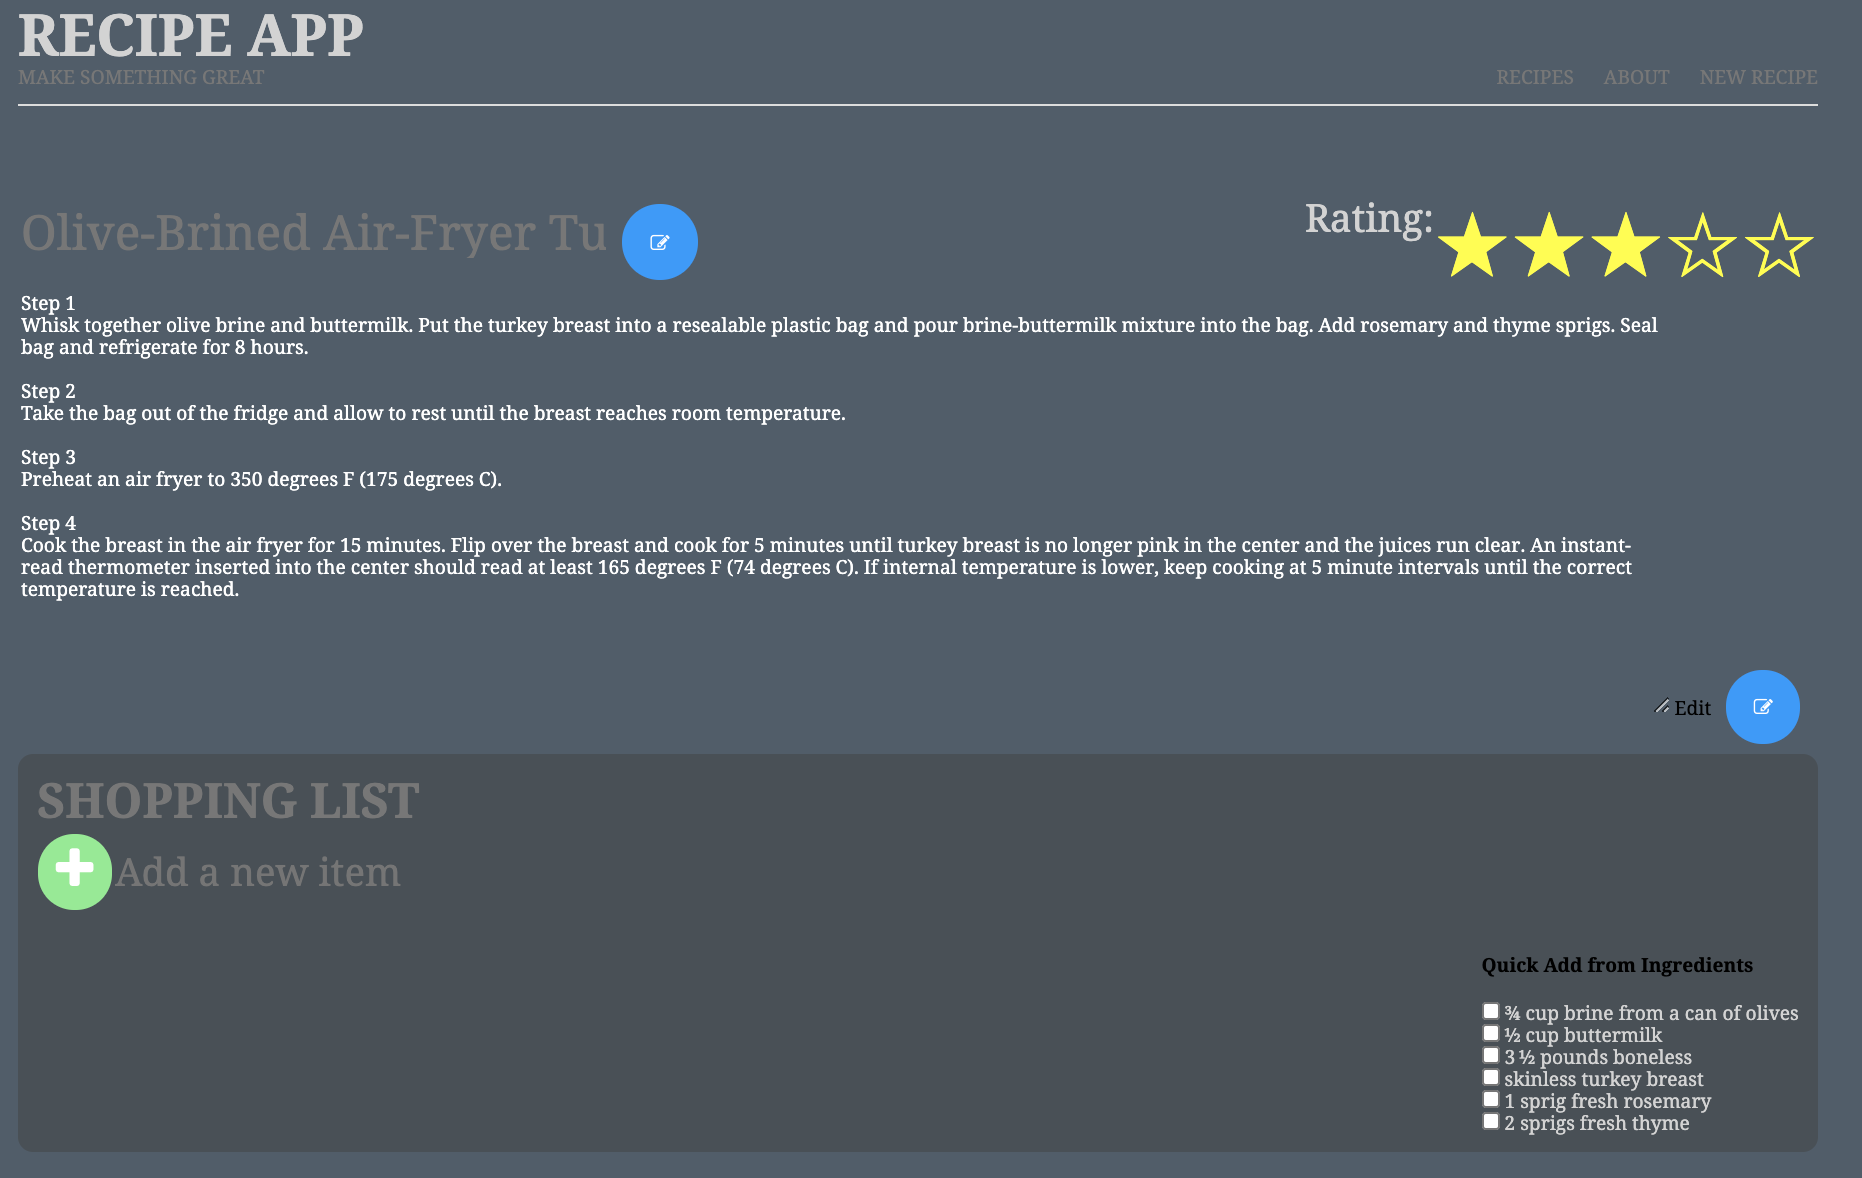 RECIPE APP
MAKE SOMETHING GREAT
RECIPES ABOUT NEW RECIPE
Olive-Brined Air-Fryer Tu
Rating:
Step 1
Whisk together olive brine and buttermilk. Put the turkey breast into a resealable plastic bag and pour brine-buttermilk mixture into the bag. Add rosemary and thyme sprigs. Seal
bag and refrigerate for 8 hours.
Step 2
Take the bag out of the fridge and allow to rest until the breast reaches room temperature.
Step 3
Preheat an air fryer to 350 degrees F (175 degrees C).
Step 4
Cook the breast in the air fryer for 15 minutes. Flip over the breast and cook for 5 minutes until turkey breast is no longer pink in the center and the juices run clear. An instant-
read thermometer inserted into the center should read at least 165 degrees F (74 degrees C). If internal temperature is lower, keep cooking at 5 minute intervals until the correct
temperature is reached.
Edit
SHOPPING LIST
Add a new item
Quick Add from Ingredients
¾ cup brine from a can of olives
½ cup buttermilk
3 ½ pounds boneless
skinless turkey breast
1 sprig fresh rosemary
2 sprigs fresh thyme